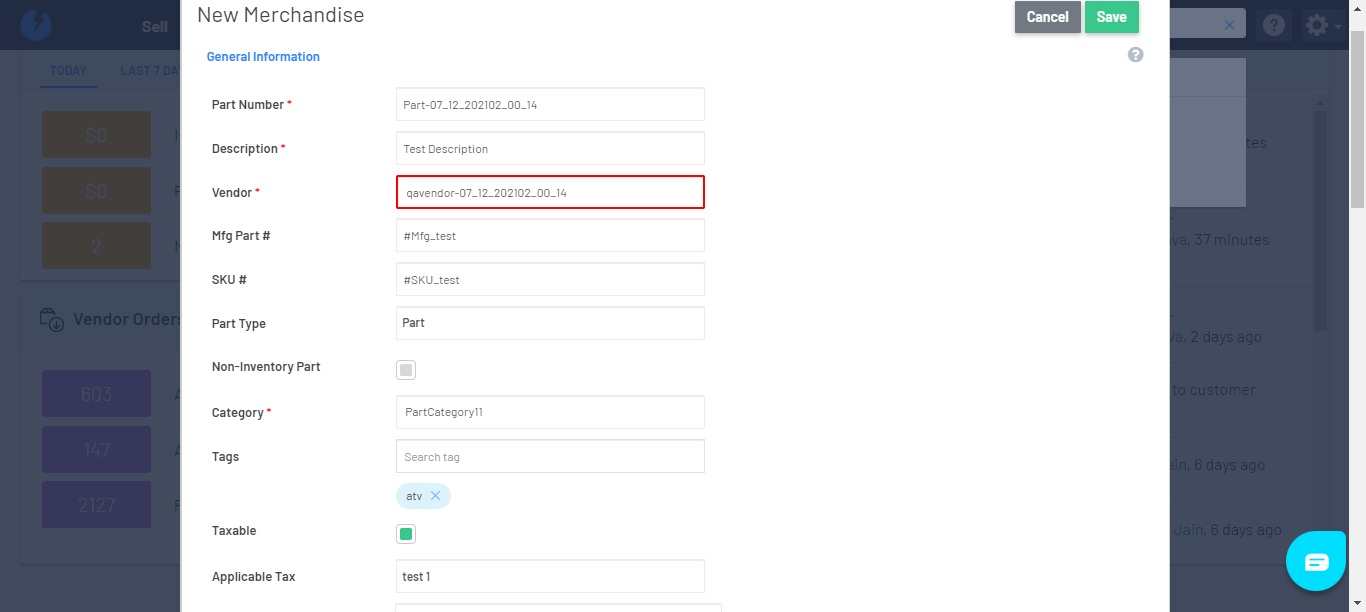 New Merchandise
Cancel
Save
Sell
General Information
TODAY
LAST 7 DA
Part Number *
Part-07_12_202102_00_14
$0
Description *
Test Description
Vendor *
qavendor-07_12_202102_00_14
$0
Mfg Part #
#Mfg_test
2
va, 37 minutes
SKU #
#SKU_test
Part Type
Part
Vendor Orders
va, 2 days ago
Non-Inventory Part
603
to customer
Category *
PartCategory11
147
Tags
Search tag
ain, 6 days ago
atv
2127
Taxable
Jain, 6 days ago
Applicable Tax
test 1